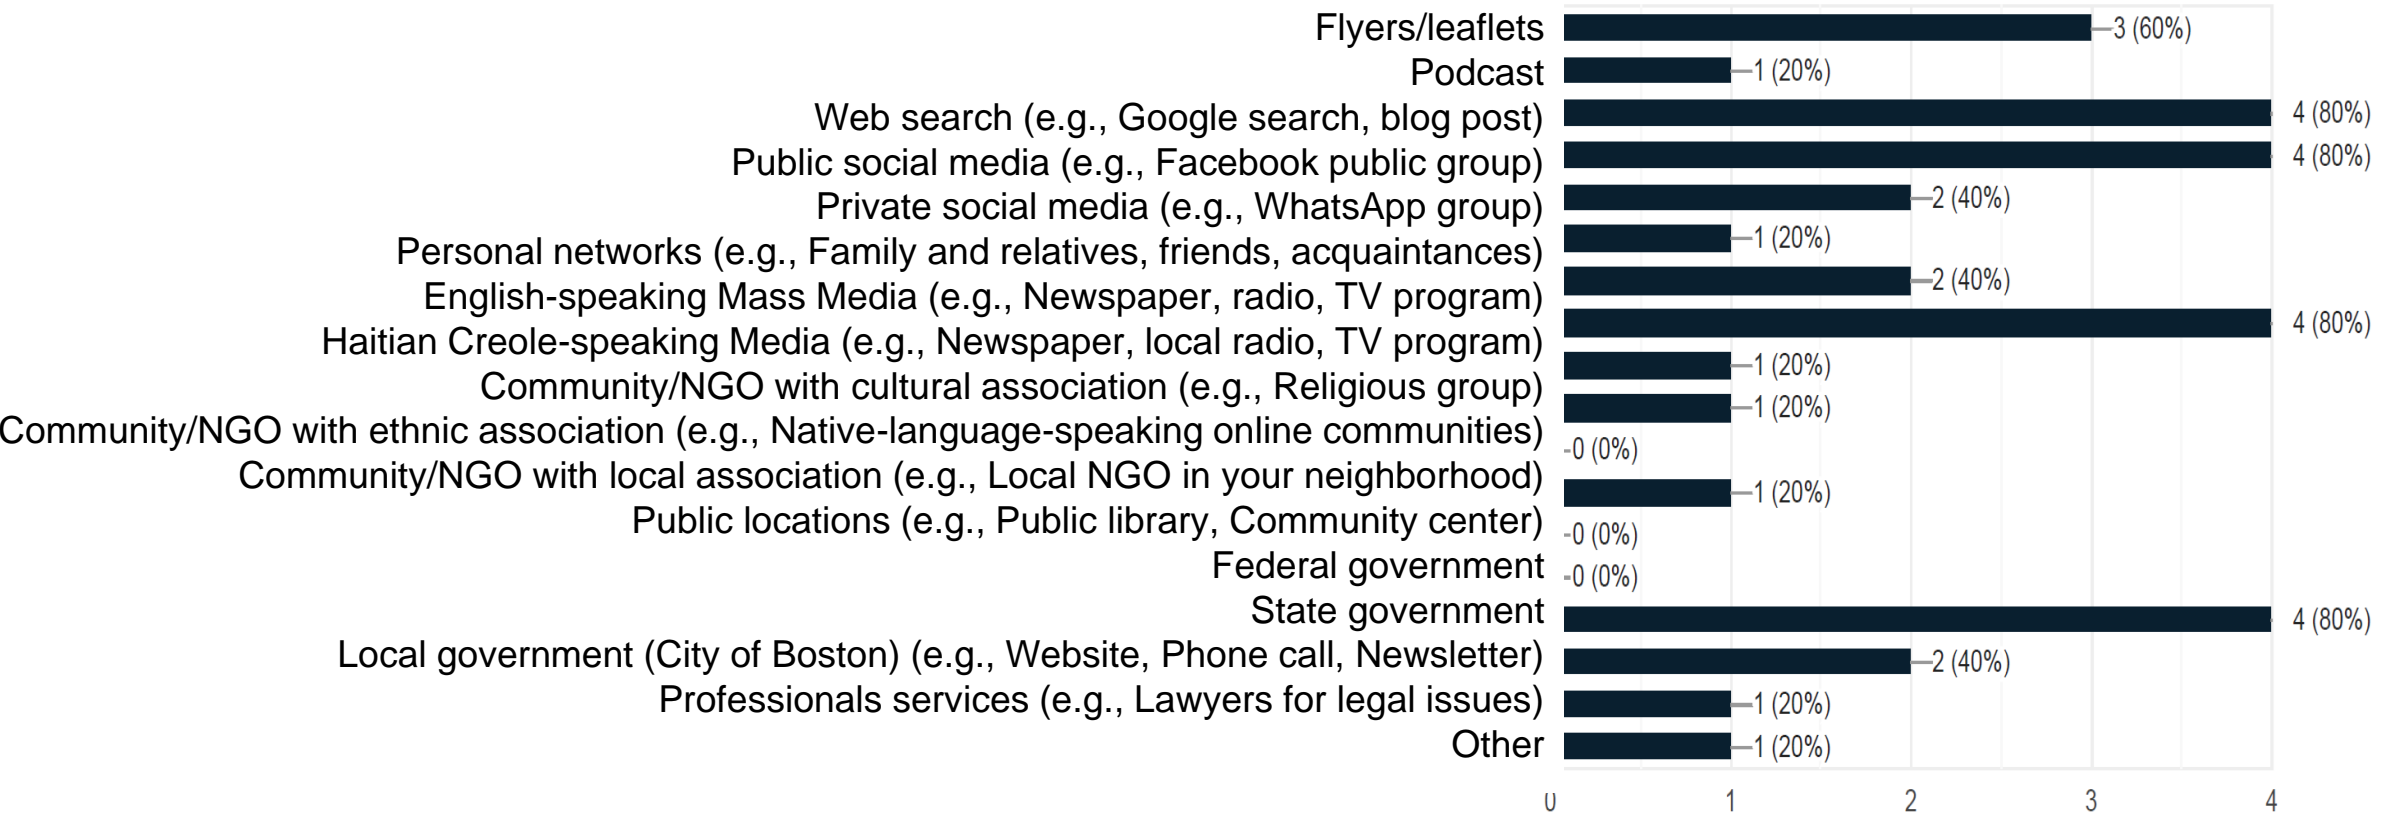 Flyers/leaflets 3 (60%)
Podcast 1 (20%)
Web search (e.g., Google search, blog post) 4 (80%)
Public social media (e.g., Facebook public group) 4 (80%)
Private social media (e.g., WhatsApp group) 2 (40%)
Personal networks (e.g., Family and relatives, friends, acquaintances) 1 (20%)
English-speaking Mass Media (e.g., Newspaper, radio, TV program) 2 (40%)
Haitian Creole-speaking Media (e.g., Newspaper, local radio, TV program) 4 (80%)
Community/NGO with cultural association (e.g., Religious group) 1 (20%)
Community/NGO with ethnic association (e.g., Native-language-speaking online communities) 1 (20%)
Community/NGO with local association (e.g., Local NGO in your neighborhood) 0 (0%)
Public locations (e.g., Public library, Community center) 1 (20%)
Federal government 0 (0%)
State government 0 (0%)
Local government (City of Boston) (e.g., Website, Phone call, Newsletter) 4 (80%)
Professionals services (e.g., Lawyers for legal issues) 2 (40%)
Other 1 (20%)
1 (20%)
0 1 2 3 4